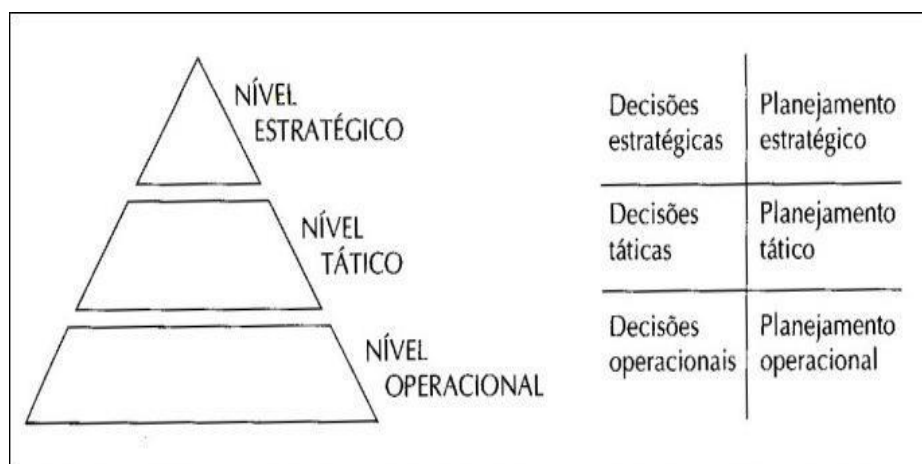 NÍVEL
ESTRATÉGICO
NÍVEL
TÁTICO
NÍVEL
OPERACIONAL
Decisões
estratégicas
Planejamento
estratégico
Decisões
táticas
Planejamento
tático
Decisões
operacionais
Planejamento
operacional